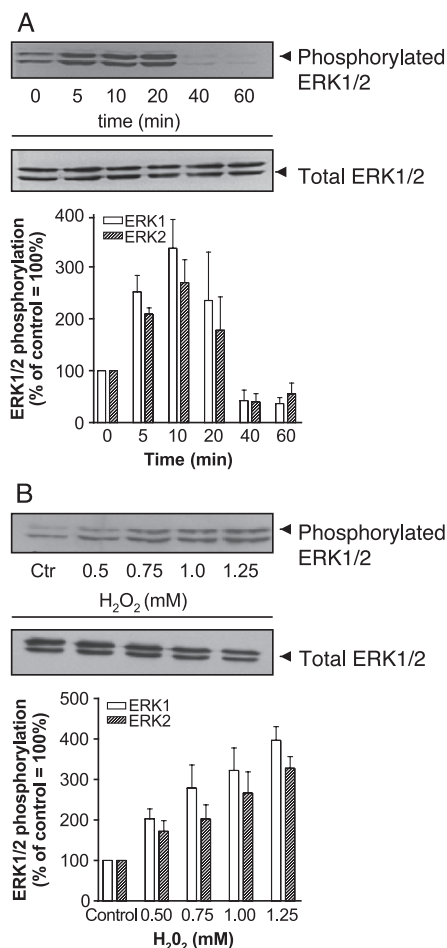 A
Phosphorylated
ERK1/2
0 5 10 20 40 60
time (min)
Total ERK1/2
400
300
200
100
0
ERK1
ERK2
ERK1/2 phosphorylation
(% of control = 100%)
0 5 10 20 40 60
Time (min)
B
Phosphorylated
ERK1/2
Ctr 0.5 0.75 1.0 1.25
H2O2 (mM)
Total ERK1/2
500
400
300
200
100
0
ERK1
ERK2
ERK1/2 phosphorylation
(% of control = 100%)
Control 0.50 0.75 1.00 1.25
H2O2 (mM)